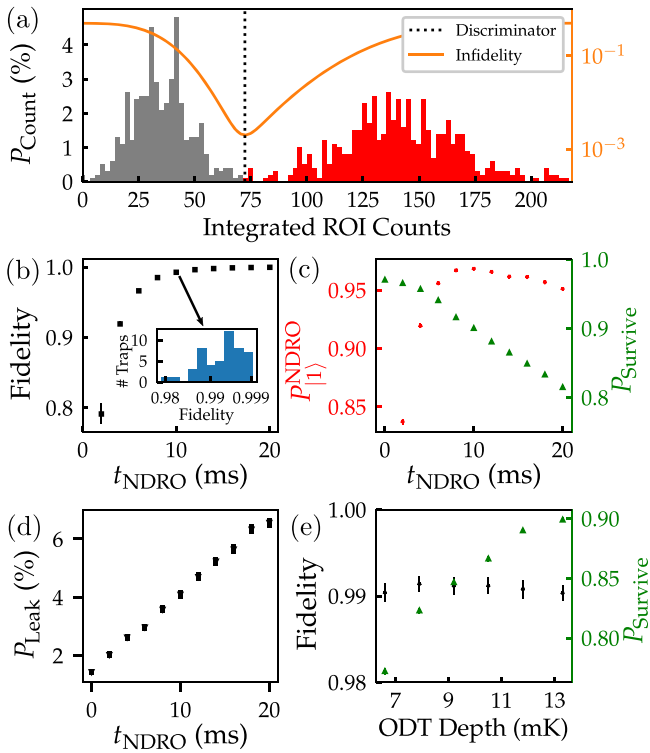 (a)
P_Count (%)
4
3
2
1
0
0 25 50 75 100 125 150 175 200
Integrated ROI Counts
Discriminator
Infidelity
10^−1
10^−3
(b)
Fidelity
1.0
0.9
0.8
0 10 20
t_NDRO (ms)
# Traps
10
5
0
0.98 0.99 0.999
Fidelity
(c)
P_|1⟩^NDRO
0.95
0.90
0.85
0 10 20
t_NDRO (ms)
1.0
0.9
0.8
P_Survive
(d)
P_Leak (%)
6
4
2
0 10 20
t_NDRO (ms)
(e)
Fidelity
1.00
0.99
0.98
7 9 11 13
ODT Depth (mK)
0.90
0.85
0.80
P_Survive